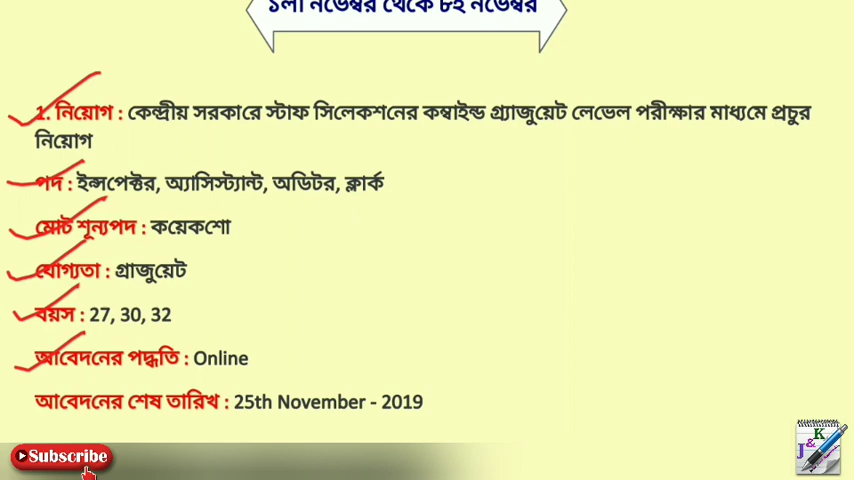 ১লা নভেম্বর থেকে ৮ই নভেম্বর
1. নিয়োগ : কেন্দ্রীয় সরকারে স্টাফ সিলেকশনের কম্বাইন্ড গ্র্যাজুয়েট লেভেল পরীক্ষার মাধ্যমে প্রচুর
নিয়োগ
পদ : ইন্সপেক্টর, অ্যাসিস্ট্যান্ট, অডিটর, ক্লার্ক
মোট শূন্যপদ : কয়েকশো
যোগ্যতা : গ্রাজুয়েট
বয়স : 27, 30, 32
আবেদনের পদ্ধতি : Online
আবেদনের শেষ তারিখ : 25th November - 2019
Subscribe
J & K